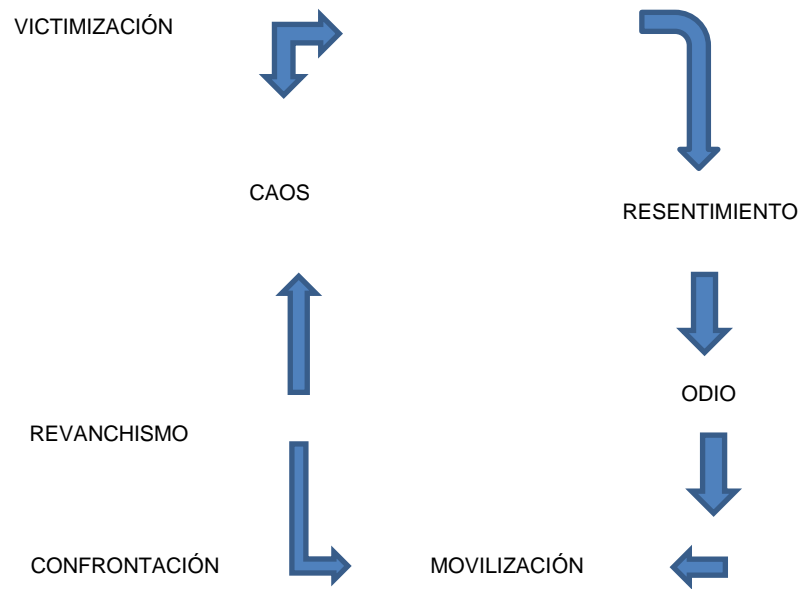 VICTIMIZACIÓN
CAOS
RESENTIMIENTO
ODIO
REVANCHISMO
CONFRONTACIÓN
MOVILIZACIÓN